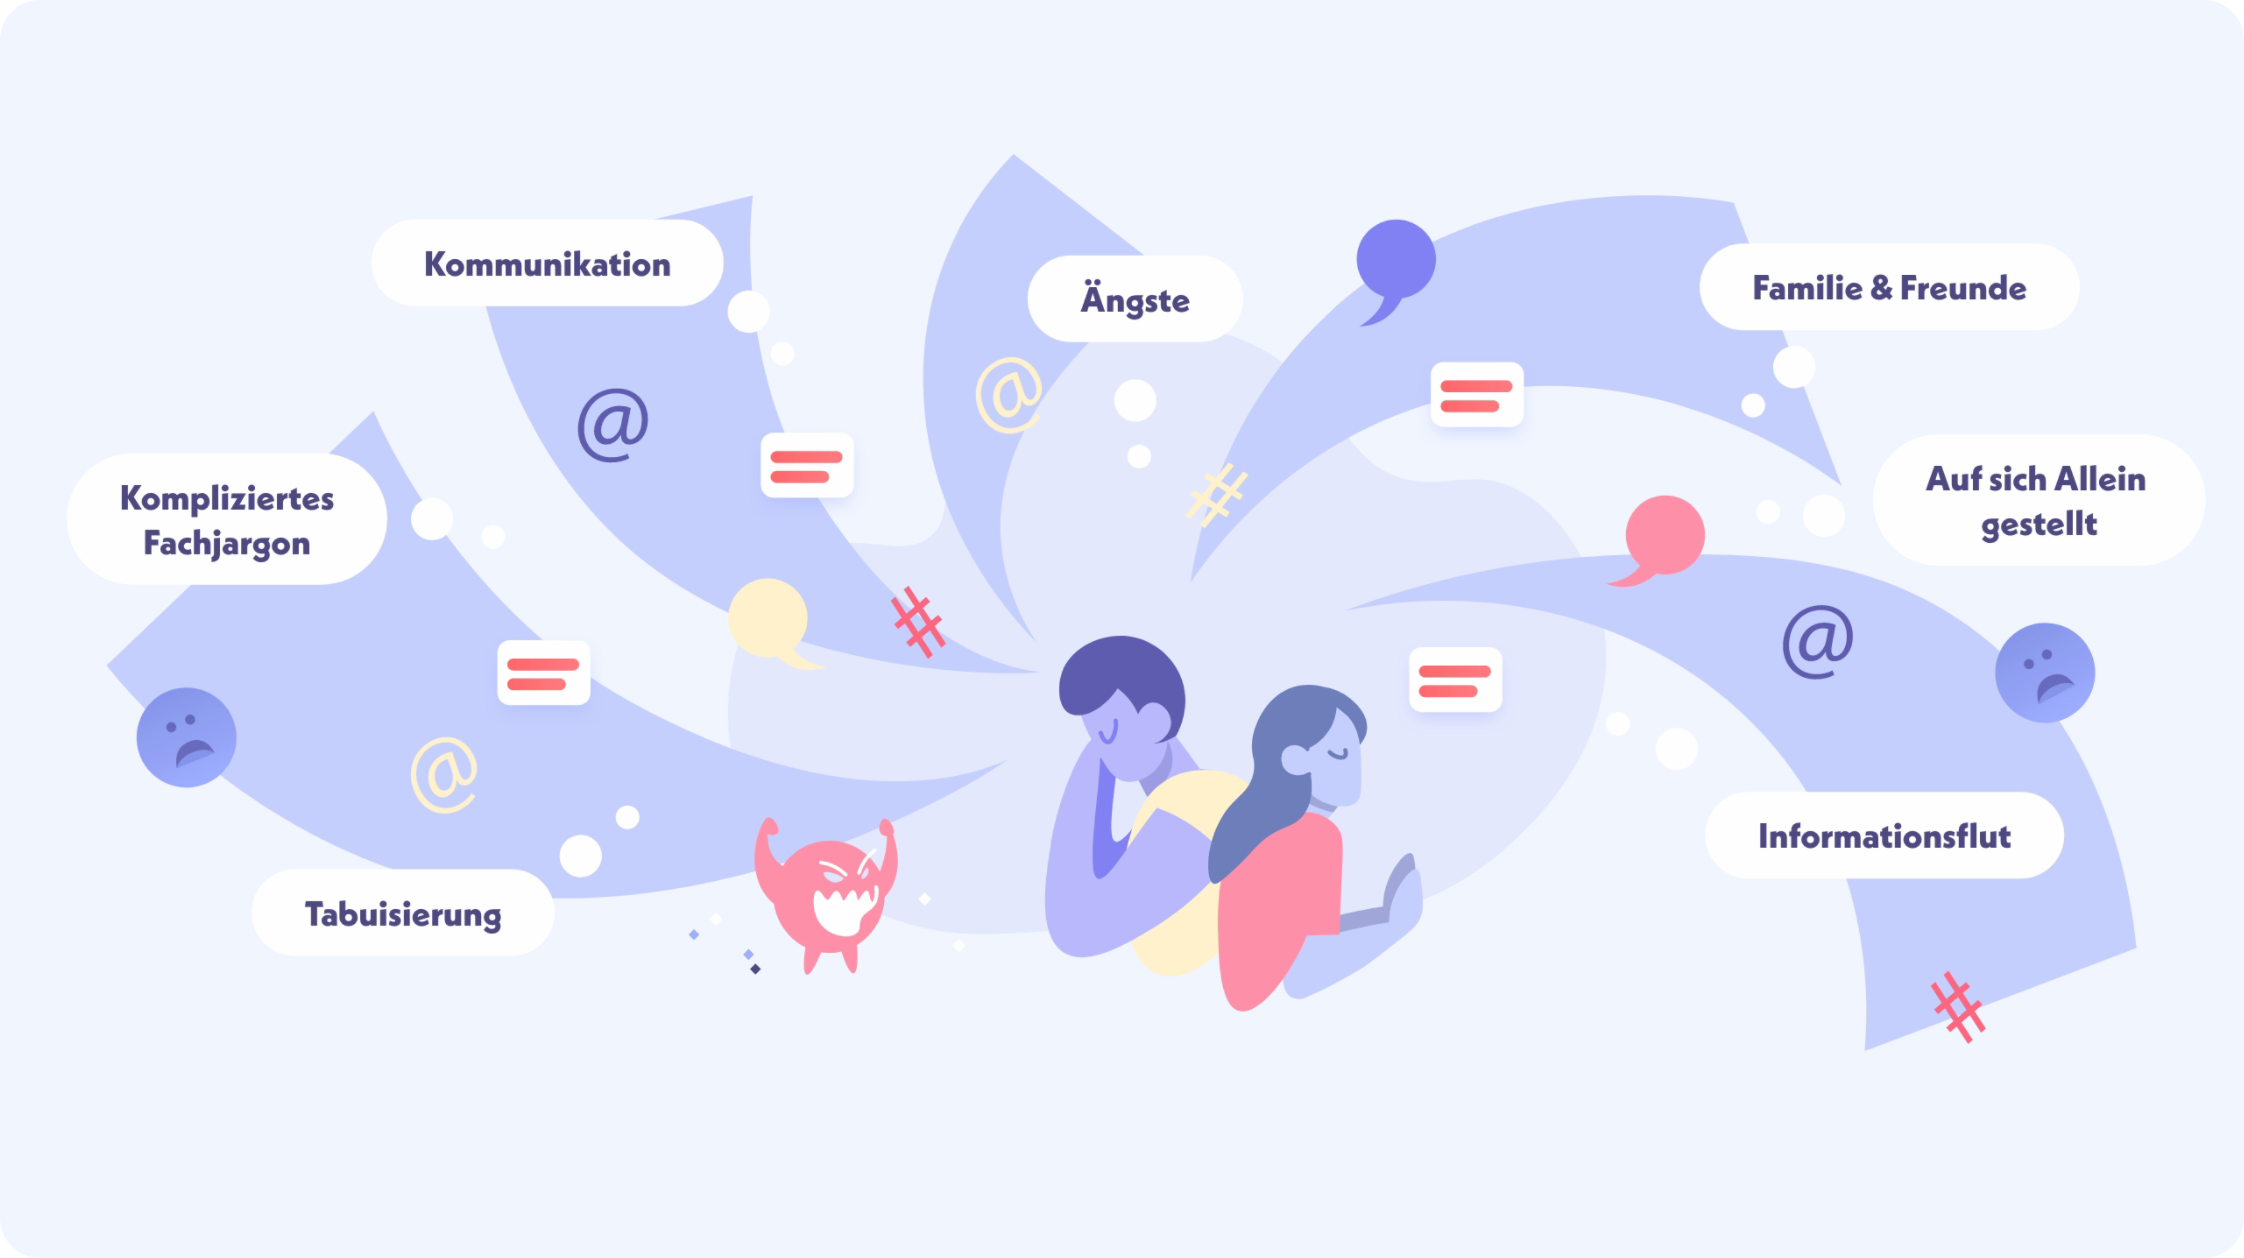 Kommunikation
Ängste
Familie & Freunde
Kompliziertes
Fachjargon
Auf sich Allein
gestellt
Informationsflut
Tabuisierung
@
@
@
@
#
#
#